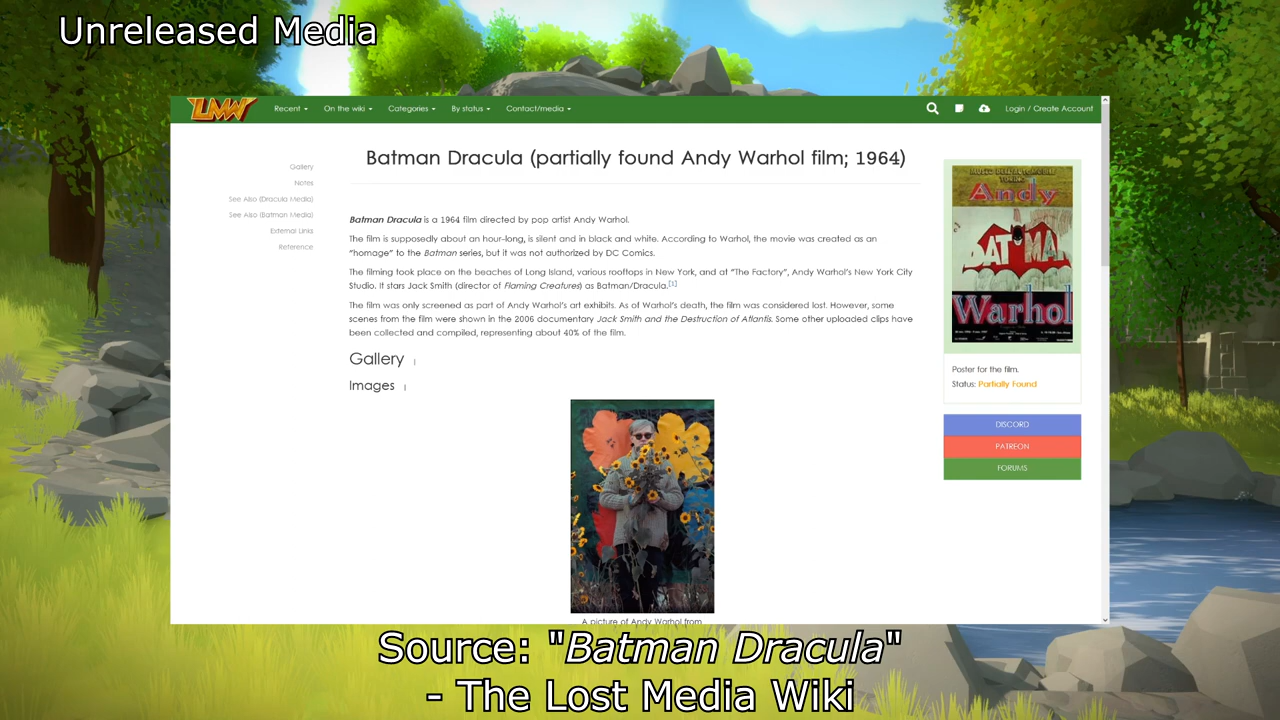 Unreleased Media
LMW
Recent
On the wiki
Categories
By status
Contact/media
Login / Create Account
Gallery
Notes
See Also (Dracula Media)
See Also (Batman Media)
External Links
Reference
Batman Dracula (partially found Andy Warhol film; 1964)
Batman Dracula is a 1964 film directed by pop artist Andy Warhol.
The film is supposedly about an hour-long, is silent and in black and white. According to Warhol, the movie was created as an
"homage" to the Batman series, but it was not authorized by DC Comics.
The filming took place on the beaches of Long Island, various rooftops in New York, and at "The Factory", Andy Warhol's New York City
Studio. It stars Jack Smith (director of Flaming Creatures) as Batman/Dracula.[1]
The film was only screened as part of Andy Warhol's art exhibits. As of Warhol's death, the film was considered lost. However, some
scenes from the film were shown in the 2006 documentary Jack Smith and the Destruction of Atlantis. Some other uploaded clips have
been collected and compiled, representing about 40% of the film.
Gallery
Images
A picture of Andy Warhol from
Andy
BATMAN
Warhol
Poster for the film.
Status: Partially Found
DISCORD
PATREON
FORUMS
Source: "Batman Dracula"
- The Lost Media Wiki